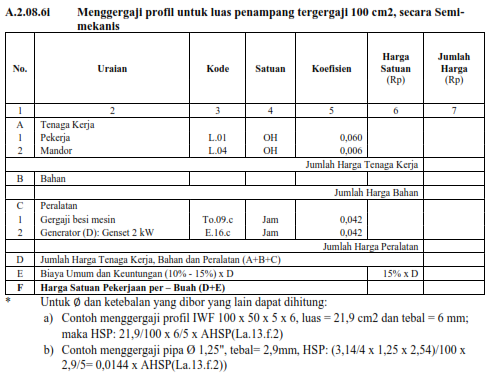 A.2.08.6i Menggergaji profil untuk luas penampang tergergaji 100 cm2, secara Semi-
mekanis
No. Uraian Kode Satuan Koefisien Harga Satuan (Rp) Jumlah Harga (Rp)
1 2 3 4 5 6 7
A Tenaga Kerja
1 Pekerja L.01 OH 0,060
2 Mandor L.04 OH 0,006
Jumlah Harga Tenaga Kerja
B Bahan
Jumlah Harga Bahan
C Peralatan
1 Gergaji besi mesin To.09.c Jam 0,042
2 Generator (D): Genset 2 kW E.16.c Jam 0,042
Jumlah Harga Peralatan
D Jumlah Harga Tenaga Kerja, Bahan dan Peralatan (A+B+C)
E Biaya Umum dan Keuntungan (10% - 15%) x D 15% x D
F Harga Satuan Pekerjaan per – Buah (D+E)
* Untuk Ø dan ketebalan yang dibor yang lain dapat dihitung:
a) Contoh menggergaji profil IWF 100 x 50 x 5 x 6, luas = 21,9 cm2 dan tebal = 6 mm;
maka HSP: 21,9/100 x 6/5 x AHSP(La.13.f.2)
b) Contoh menggergaji pipa Ø 1,25", tebal= 2,9mm, HSP: (3,14/4 x 1,25 x 2,54)/100 x
2,9/5= 0,0144 x AHSP(La.13.f.2))